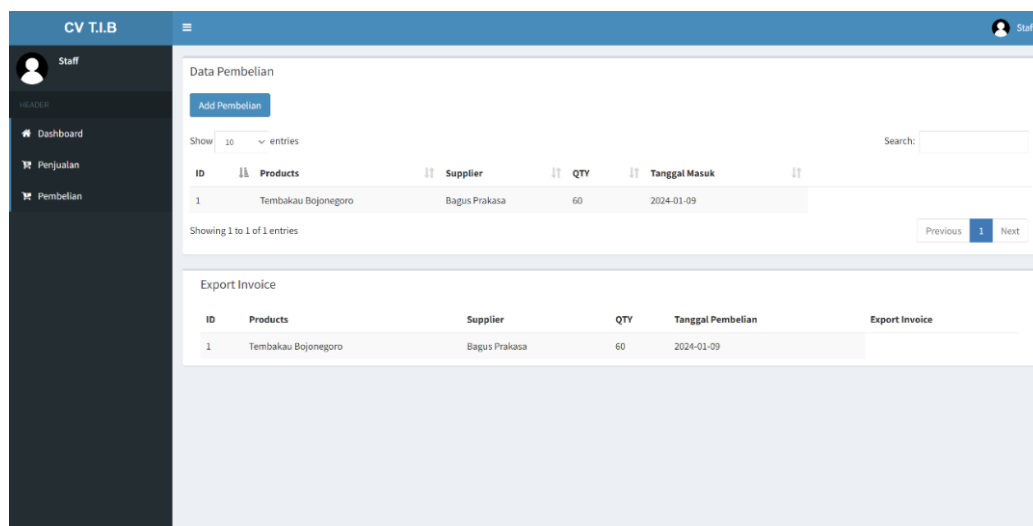 CV T.I.B
Staff
HEADER
Dashboard
Penjualan
Pembelian
Data Pembelian
Add Pembelian
Show 10 entries
Search:
ID Products Supplier QTY Tanggal Masuk
1 Tembakau Bojonegoro Bagus Prakasa 60 2024-01-09
Showing 1 to 1 of 1 entries
Previous 1 Next
Export Invoice
ID Products Supplier QTY Tanggal Pembelian Export Invoice
1 Tembakau Bojonegoro Bagus Prakasa 60 2024-01-09